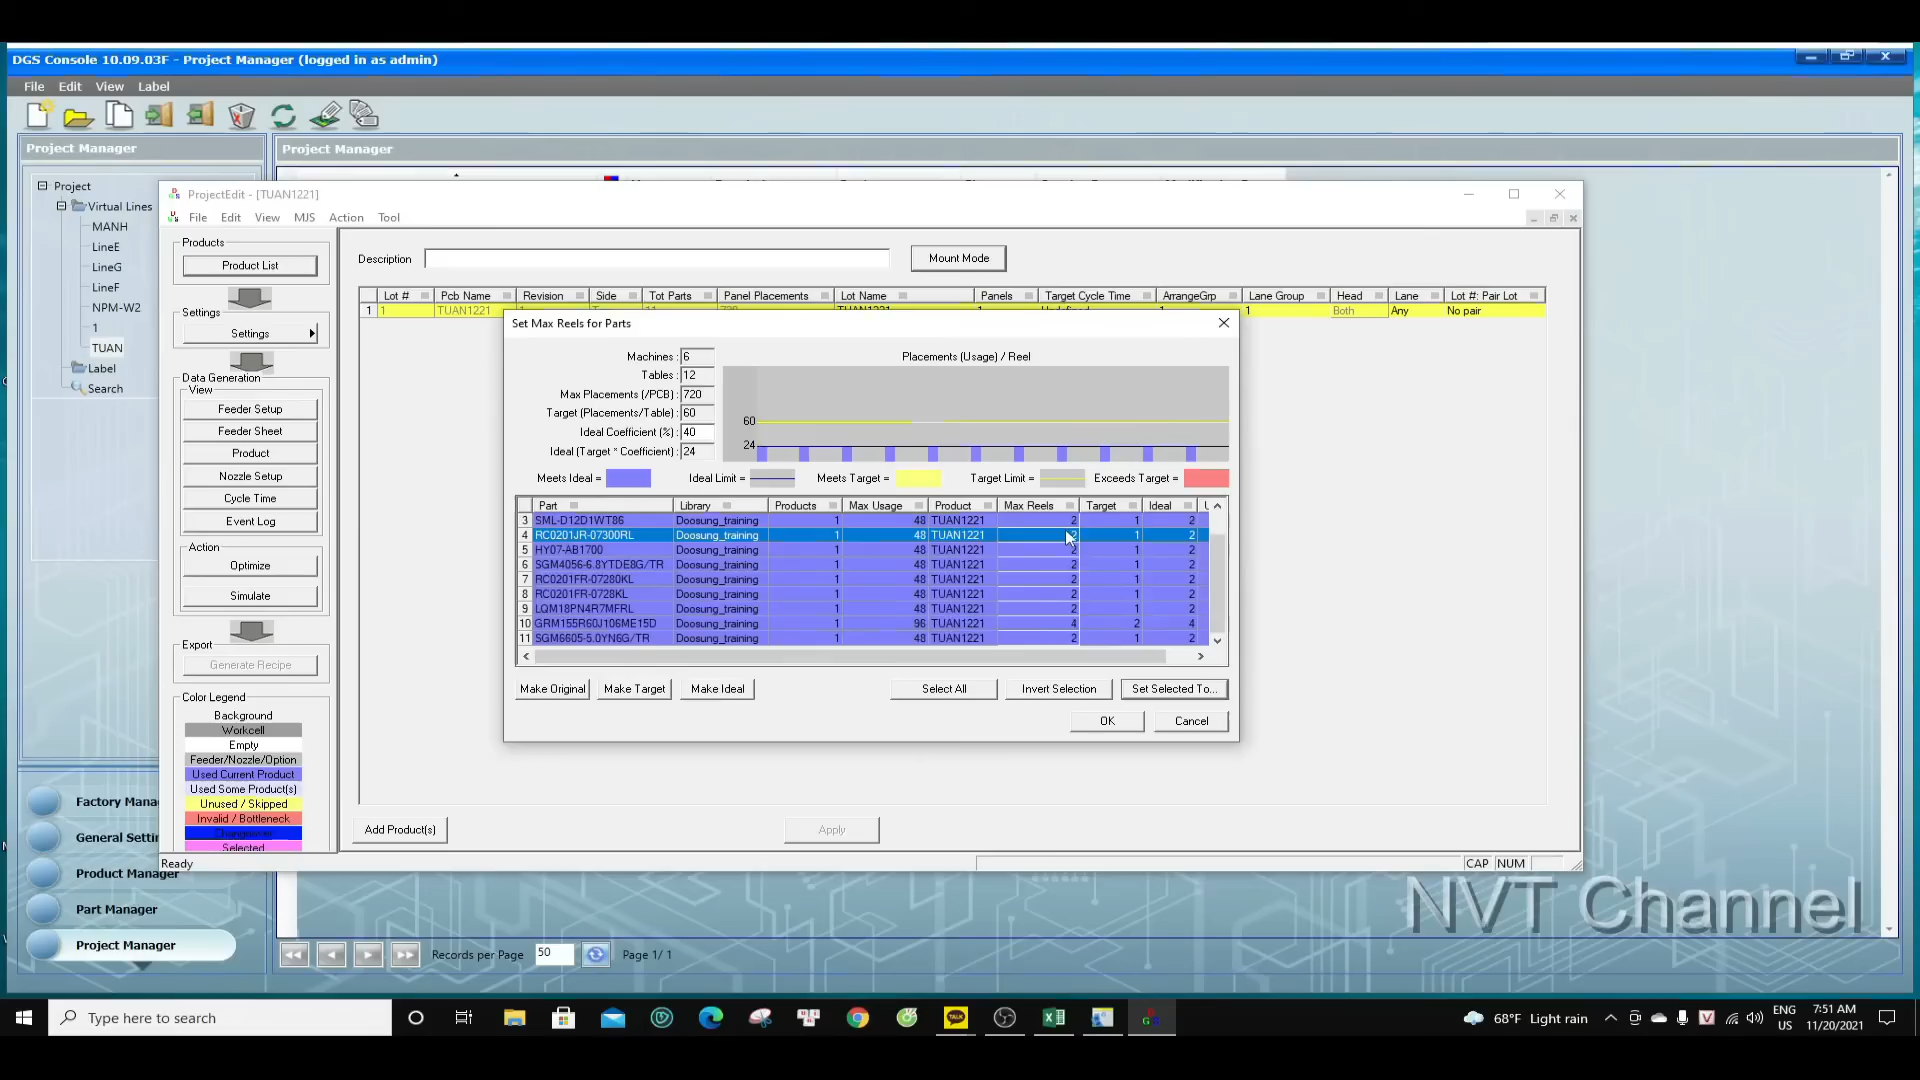 DGS Console 10.09.03F - Project Manager (logged in as admin)
File Edit View Label
Project Manager
Project Manager
Project
Virtual Lines
MANH
LineE
LineG
LineF
NPM-W2
1
TUAN
Label
Search
ProjectEdit - [TUAN1221]
File Edit View MJS Action Tool
Products
Product List
Settings
Settings
Data Generation
View
Feeder Setup
Feeder Sheet
Product
Nozzle Setup
Cycle Time
Event Log
Action
Optimize
Simulate
Export
Generate Recipe
Color Legend
Background
Workcell
Empty
Feeder/Nozzle/Option
Used Current Product
Used Some Product(s)
Unused / Skipped
Invalid / Bottleneck
Selected
Description
Mount Mode
Lot # Pcb Name Revision Side Tot Parts Panel Placements Lot Name Panels Target Cycle Time ArrangeGrp Lane Group Head Lane Lot #: Pair Lot
1 1 TUAN1221 1 Both Any No pair
Set Max Reels for Parts
Machines : 6
Tables : 12
Max Placements (/PCB) : 720
Target (Placements/Table) : 60
Ideal Coefficient (%) : 40
Ideal (Target * Coefficient) : 24
Placements (Usage) / Reel
60
24
Meets Ideal = Ideal Limit = Meets Target = Target Limit = Exceeds Target =
Part Library Products Max Usage Product Max Reels Target Ideal
3 SML-D12D1WT86 Doosung_training 1 48 TUAN1221 2 1 2
4 RC0201JR-07300RL Doosung_training 1 48 TUAN1221 2 1 2
5 HY07-AB1700 Doosung_training 1 48 TUAN1221 2 1 2
6 SGM4056-6.8YTDE8G/TR Doosung_training 1 48 TUAN1221 2 1 2
7 RC0201FR-07280KL Doosung_training 1 48 TUAN1221 2 1 2
8 RC0201FR-0728KL Doosung_training 1 48 TUAN1221 2 1 2
9 LQM18PN4R7MFRL Doosung_training 1 48 TUAN1221 2 1 2
10 GRM155R60J106ME15D Doosung_training 1 96 TUAN1221 4 2 4
11 SGM6605-5.0YN6G/TR Doosung_training 1 48 TUAN1221 2 1 2
Make Original Make Target Make Ideal Select All Invert Selection Set Selected To...
OK Cancel
Add Product(s) Apply
Ready CAP NUM
Factory Mana
General Settin
Product Manager
Part Manager
Project Manager
Records per Page 50 Page 1/ 1
NVT Channel
Type here to search
TALK
68°F Light rain
ENG
US
7:51 AM
11/20/2021